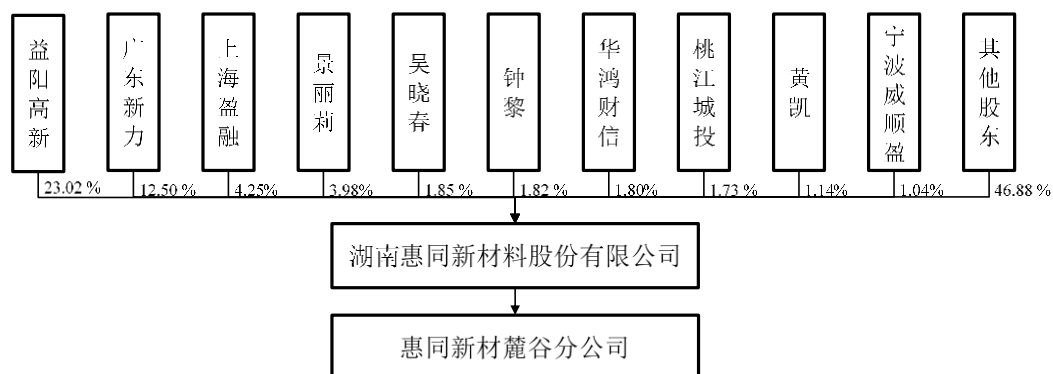 益阳高新
广东新力
上海盈融
景丽莉
吴晓春
钟黎
华鸿财信
桃江城投
黄凯
宁波威顺盈
其他股东
23.02 %
12.50 %
4.25%
3.98%
1.85 %
1.82 %
1.80%
1.73 %
1.14%
1.04%
46.88 %
湖南惠同新材料股份有限公司
惠同新材麓谷分公司